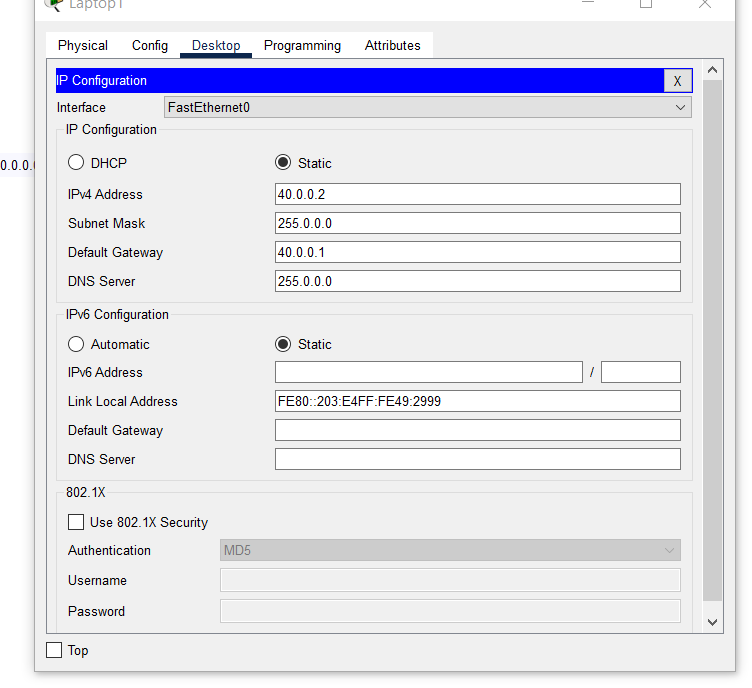 Laptop1
Physical Config Desktop Programming Attributes
IP Configuration X
Interface FastEthernet0
IP Configuration
0.0.0.
DHCP Static
IPv4 Address 40.0.0.2
Subnet Mask 255.0.0.0
Default Gateway 40.0.0.1
DNS Server 255.0.0.0
IPv6 Configuration
Automatic Static
IPv6 Address /
Link Local Address FE80::203:E4FF:FE49:2999
Default Gateway
DNS Server
802.1X
Use 802.1X Security
Authentication MD5
Username
Password
Top